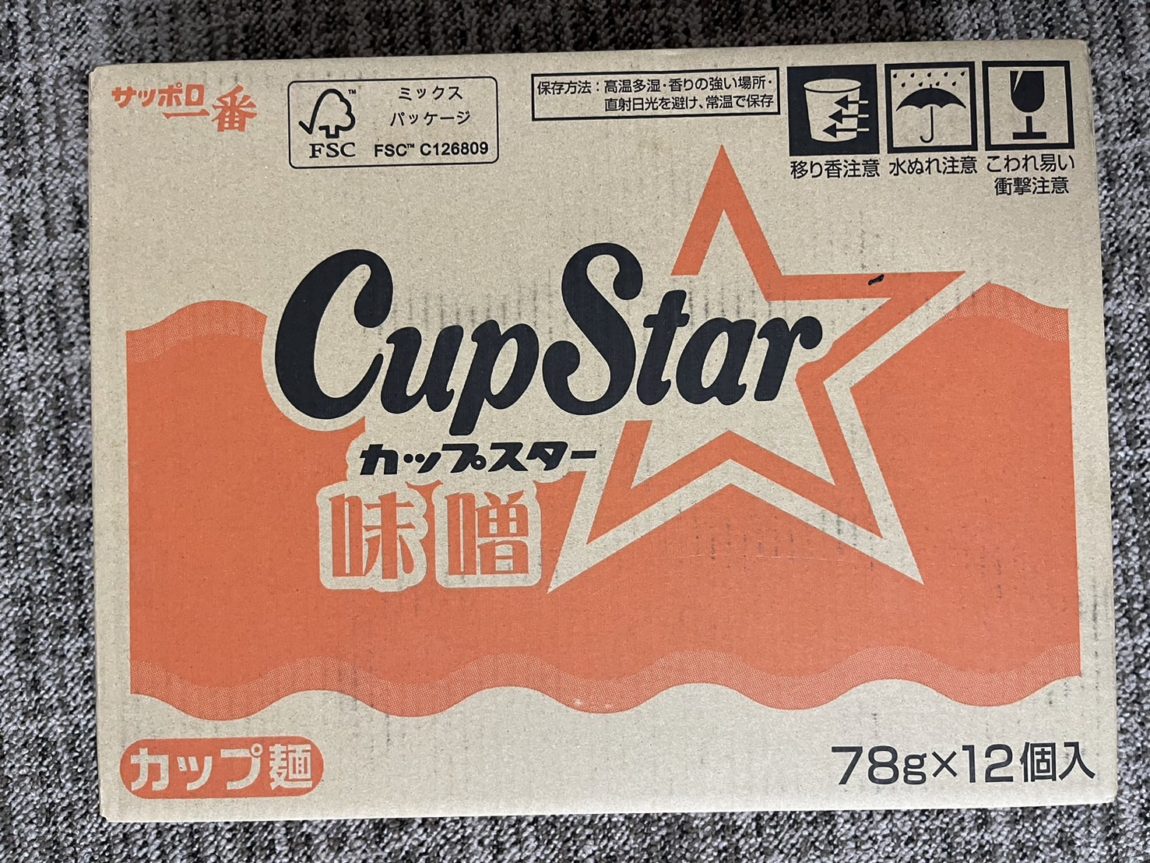 サッポロ一番
FSC
ミックス
パッケージ
FSC™ C126809
保存方法：高温多湿・香りの強い場所・
直射日光を避け、常温で保存
移り香注意
水ぬれ注意
こわれ易い
衝撃注意
CupStar
カップスター
味噌
カップ麺
78g×12個入